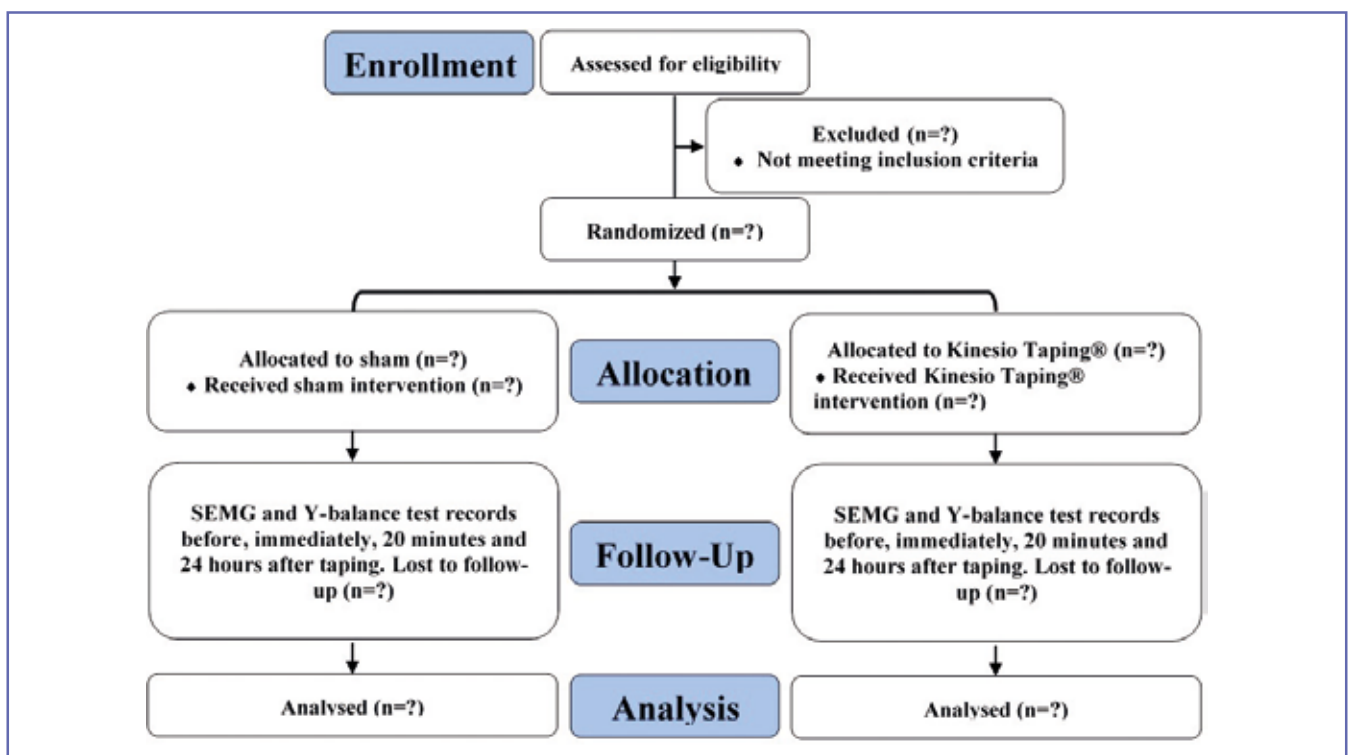 Enrollment
Assessed for eligibility
Excluded (n=?)
⬧ Not meeting inclusion criteria
Randomized (n=?)
Allocated to sham (n=?)
⬧ Received sham intervention (n=?)
Allocation
Allocated to Kinesio Taping® (n=?)
⬧ Received Kinesio Taping®
intervention (n=?)
SEMG and Y-balance test records
before, immediately, 20 minutes and
24 hours after taping. Lost to follow-
up (n=?)
Follow-Up
SEMG and Y-balance test records
before, immediately, 20 minutes and
24 hours after taping. Lost to follow-
up (n=?)
Analysed (n=?)
Analysis
Analysed (n=?)